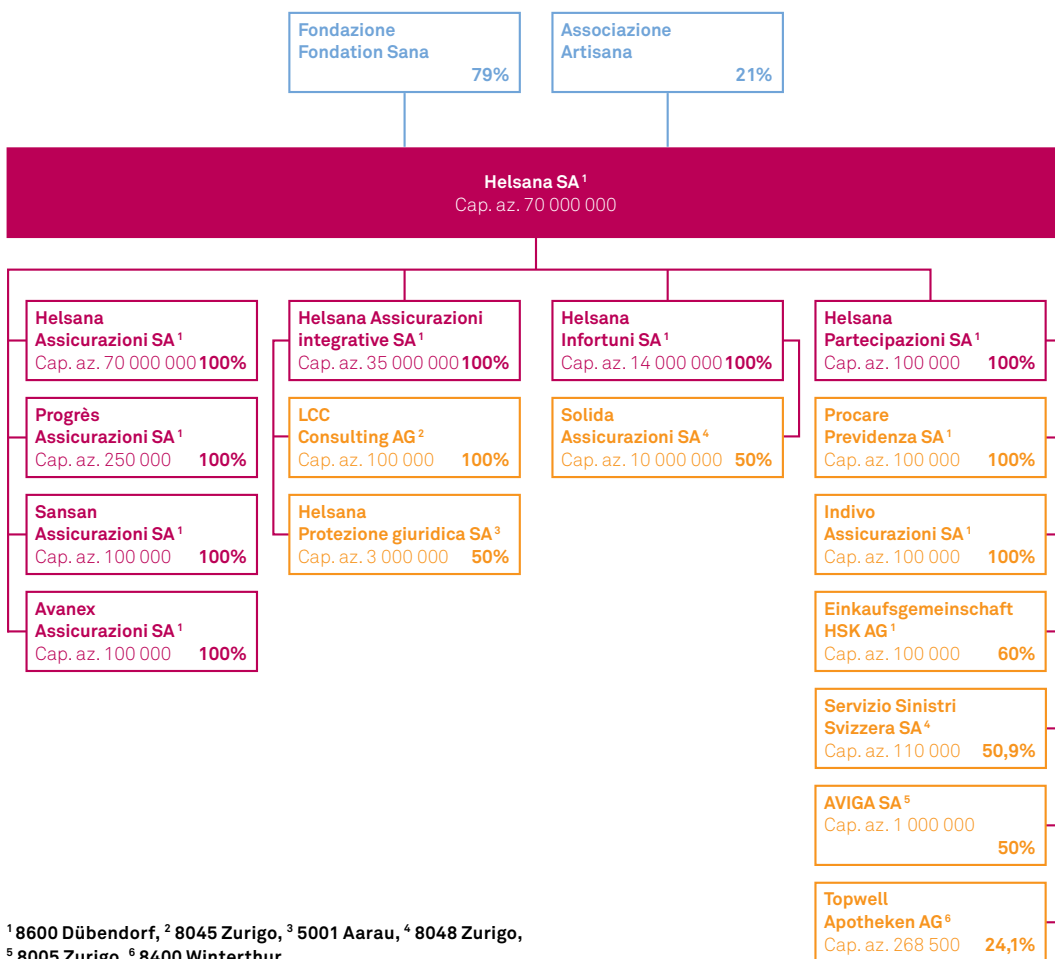 Fondazione
Fondation Sana
79%
Associazione
Artisana
21%
Helsana SA ¹
Cap. az. 70 000 000
Helsana
Assicurazioni SA ¹
Cap. az. 70 000 000 100%
Progrès
Assicurazioni SA ¹
Cap. az. 250 000 100%
Sansan
Assicurazioni SA ¹
Cap. az. 100 000 100%
Avanex
Assicurazioni SA ¹
Cap. az. 100 000 100%
Helsana Assicurazioni
integrative SA ¹
Cap. az. 35 000 000 100%
LCC
Consulting AG ²
Cap. az. 100 000 100%
Helsana
Protezione giuridica SA ³
Cap. az. 3 000 000 50%
Helsana
Infortuni SA ¹
Cap. az. 14 000 000 100%
Solida
Assicurazioni SA ⁴
Cap. az. 10 000 000 50%
Helsana
Partecipazioni SA ¹
Cap. az. 100 000 100%
Procare
Previdenza SA ¹
Cap. az. 100 000 100%
Indivo
Assicurazioni SA ¹
Cap. az. 100 000 100%
Einkaufsgemeinschaft
HSK AG ¹
Cap. az. 100 000 60%
Servizio Sinistri
Svizzera SA ⁴
Cap. az. 110 000 50,9%
AVIGA SA ⁵
Cap. az. 1 000 000
50%
Topwell
Apotheken AG ⁶
Cap. az. 268 500 24,1%
¹ 8600 Dübendorf, ² 8045 Zurigo, ³ 5001 Aarau, ⁴ 8048 Zurigo,
⁵ 8005 Zurigo, ⁶ 8400 Winterthur